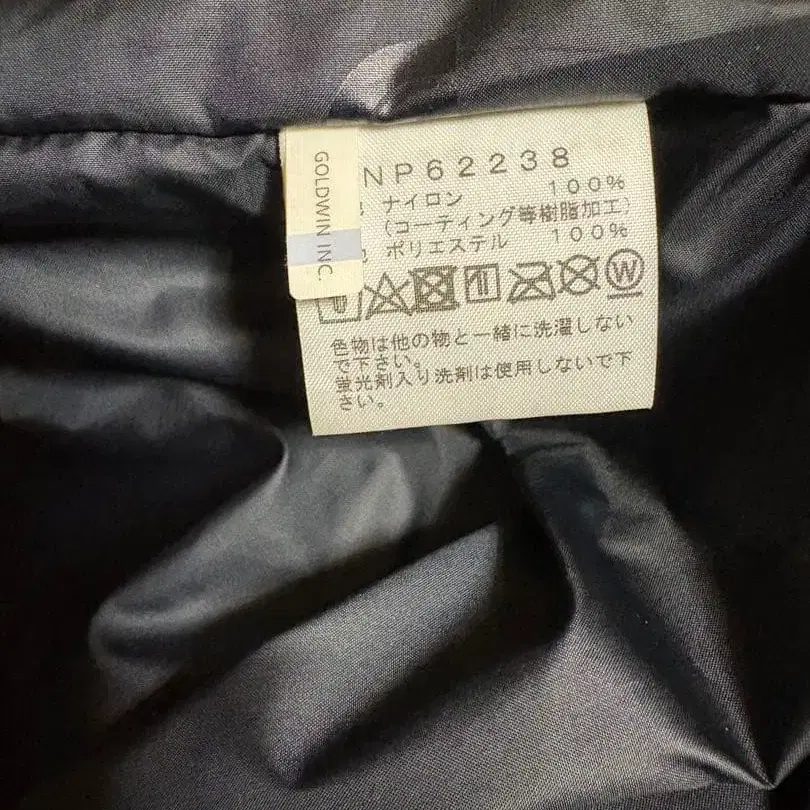 GOLDWIN INC.
NP62238
ナイロン 100%
(コーティング等樹脂加工)
ポリエステル 100%
W
色物は他の物と一緒に洗濯しない
で下さい。
蛍光剤入り洗剤は使用しないで下
さい。